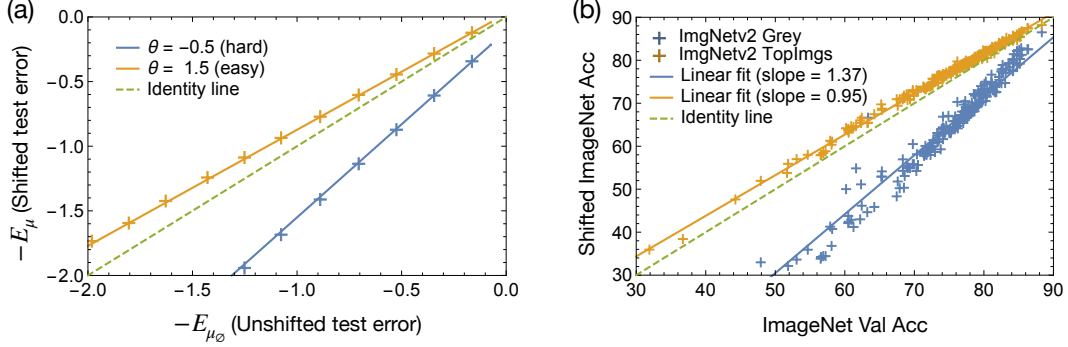 (a)
θ = −0.5 (hard)
θ = 1.5 (easy)
Identity line
0.0
−0.5
−1.0
−1.5
−2.0
−E_μ (Shifted test error)
−2.0 −1.5 −1.0 −0.5 0.0
−E_μ∅ (Unshifted test error)
(b)
ImgNetv2 Grey
ImgNetv2 TopImgs
Linear fit (slope = 1.37)
Linear fit (slope = 0.95)
Identity line
90
80
70
60
50
40
30
Shifted ImageNet Acc
30 40 50 60 70 80 90
ImageNet Val Acc